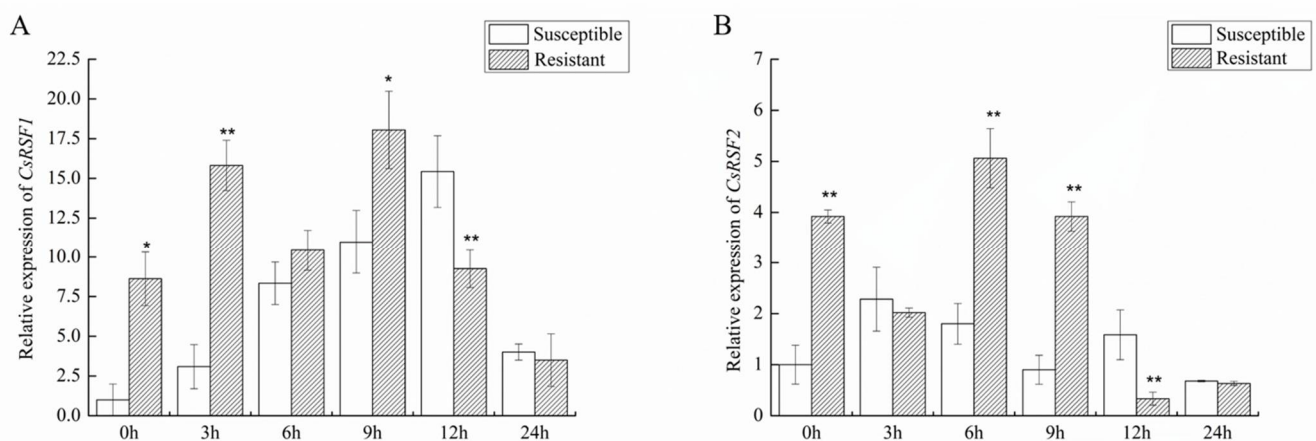 A
Susceptible
Resistant
Relative expression of CsRSF1
22.5
20.0
17.5
15.0
12.5
10.0
7.5
5.0
2.5
0.0
*
**
*
**
0h 3h 6h 9h 12h 24h
B
Susceptible
Resistant
Relative expression of CsRSF2
7
6
5
4
3
2
1
0
**
**
**
**
0h 3h 6h 9h 12h 24h